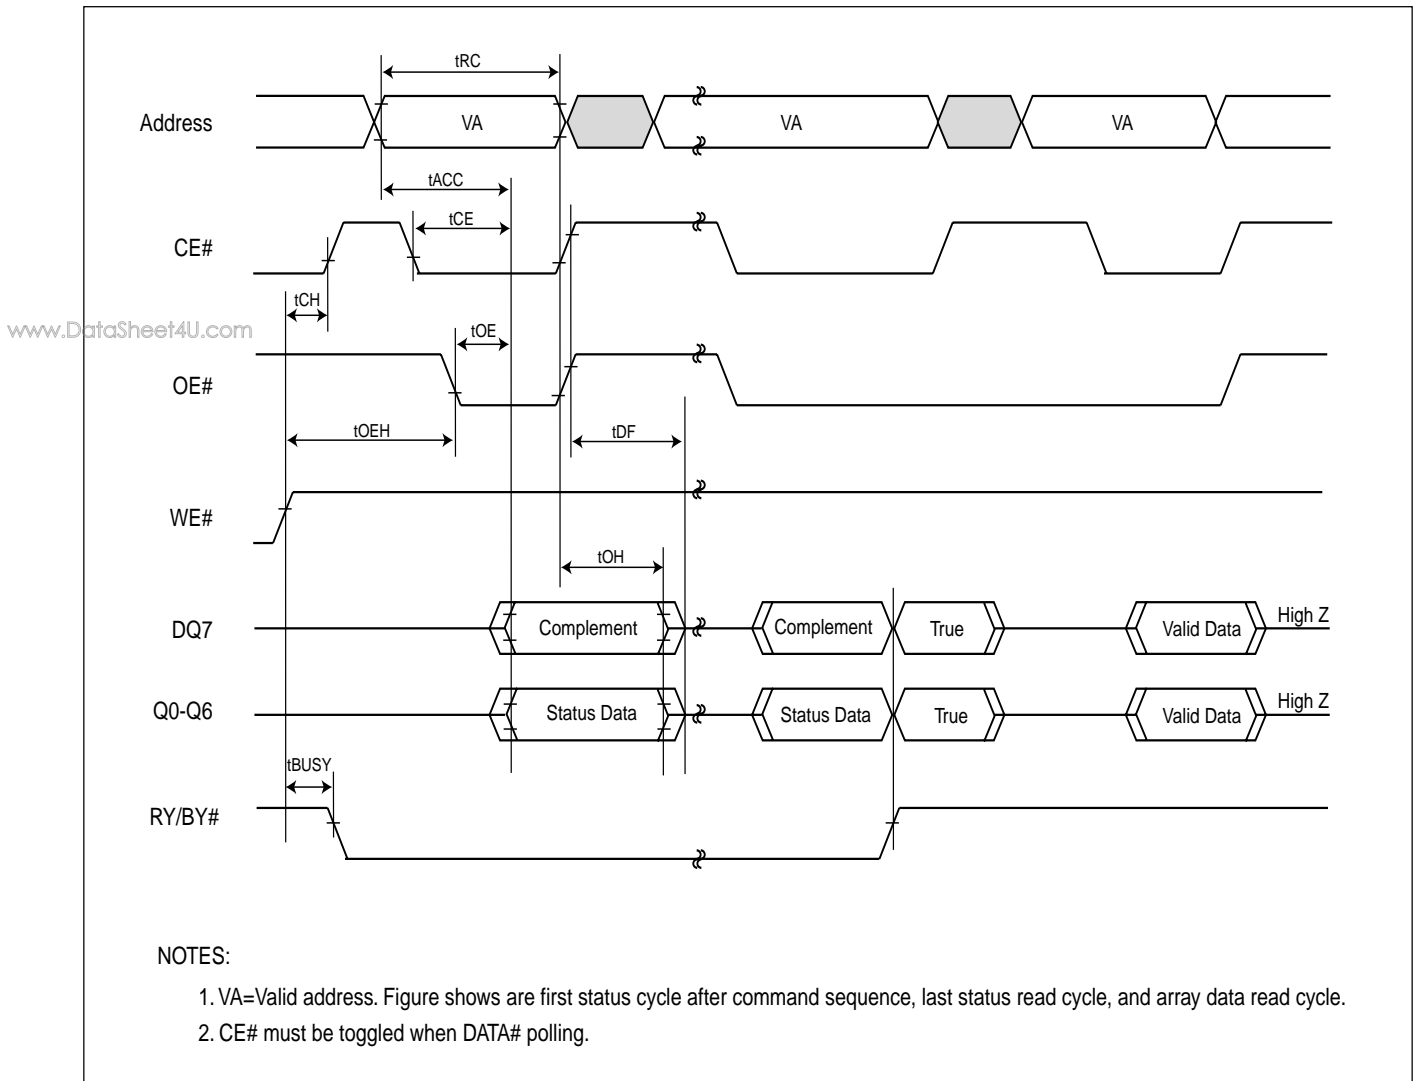 tRC
Address VA VA VA
tACC
tCE
CE#
tCH
www.DataSheet4U.com
tOE
OE#
tOEH tDF
WE#
tOH
DQ7 Complement Complement True Valid Data High Z
Q0-Q6 Status Data Status Data True Valid Data High Z
tBUSY
RY/BY#
NOTES:
1. VA=Valid address. Figure shows are first status cycle after command sequence, last status read cycle, and array data read cycle.
2. CE# must be toggled when DATA# polling.